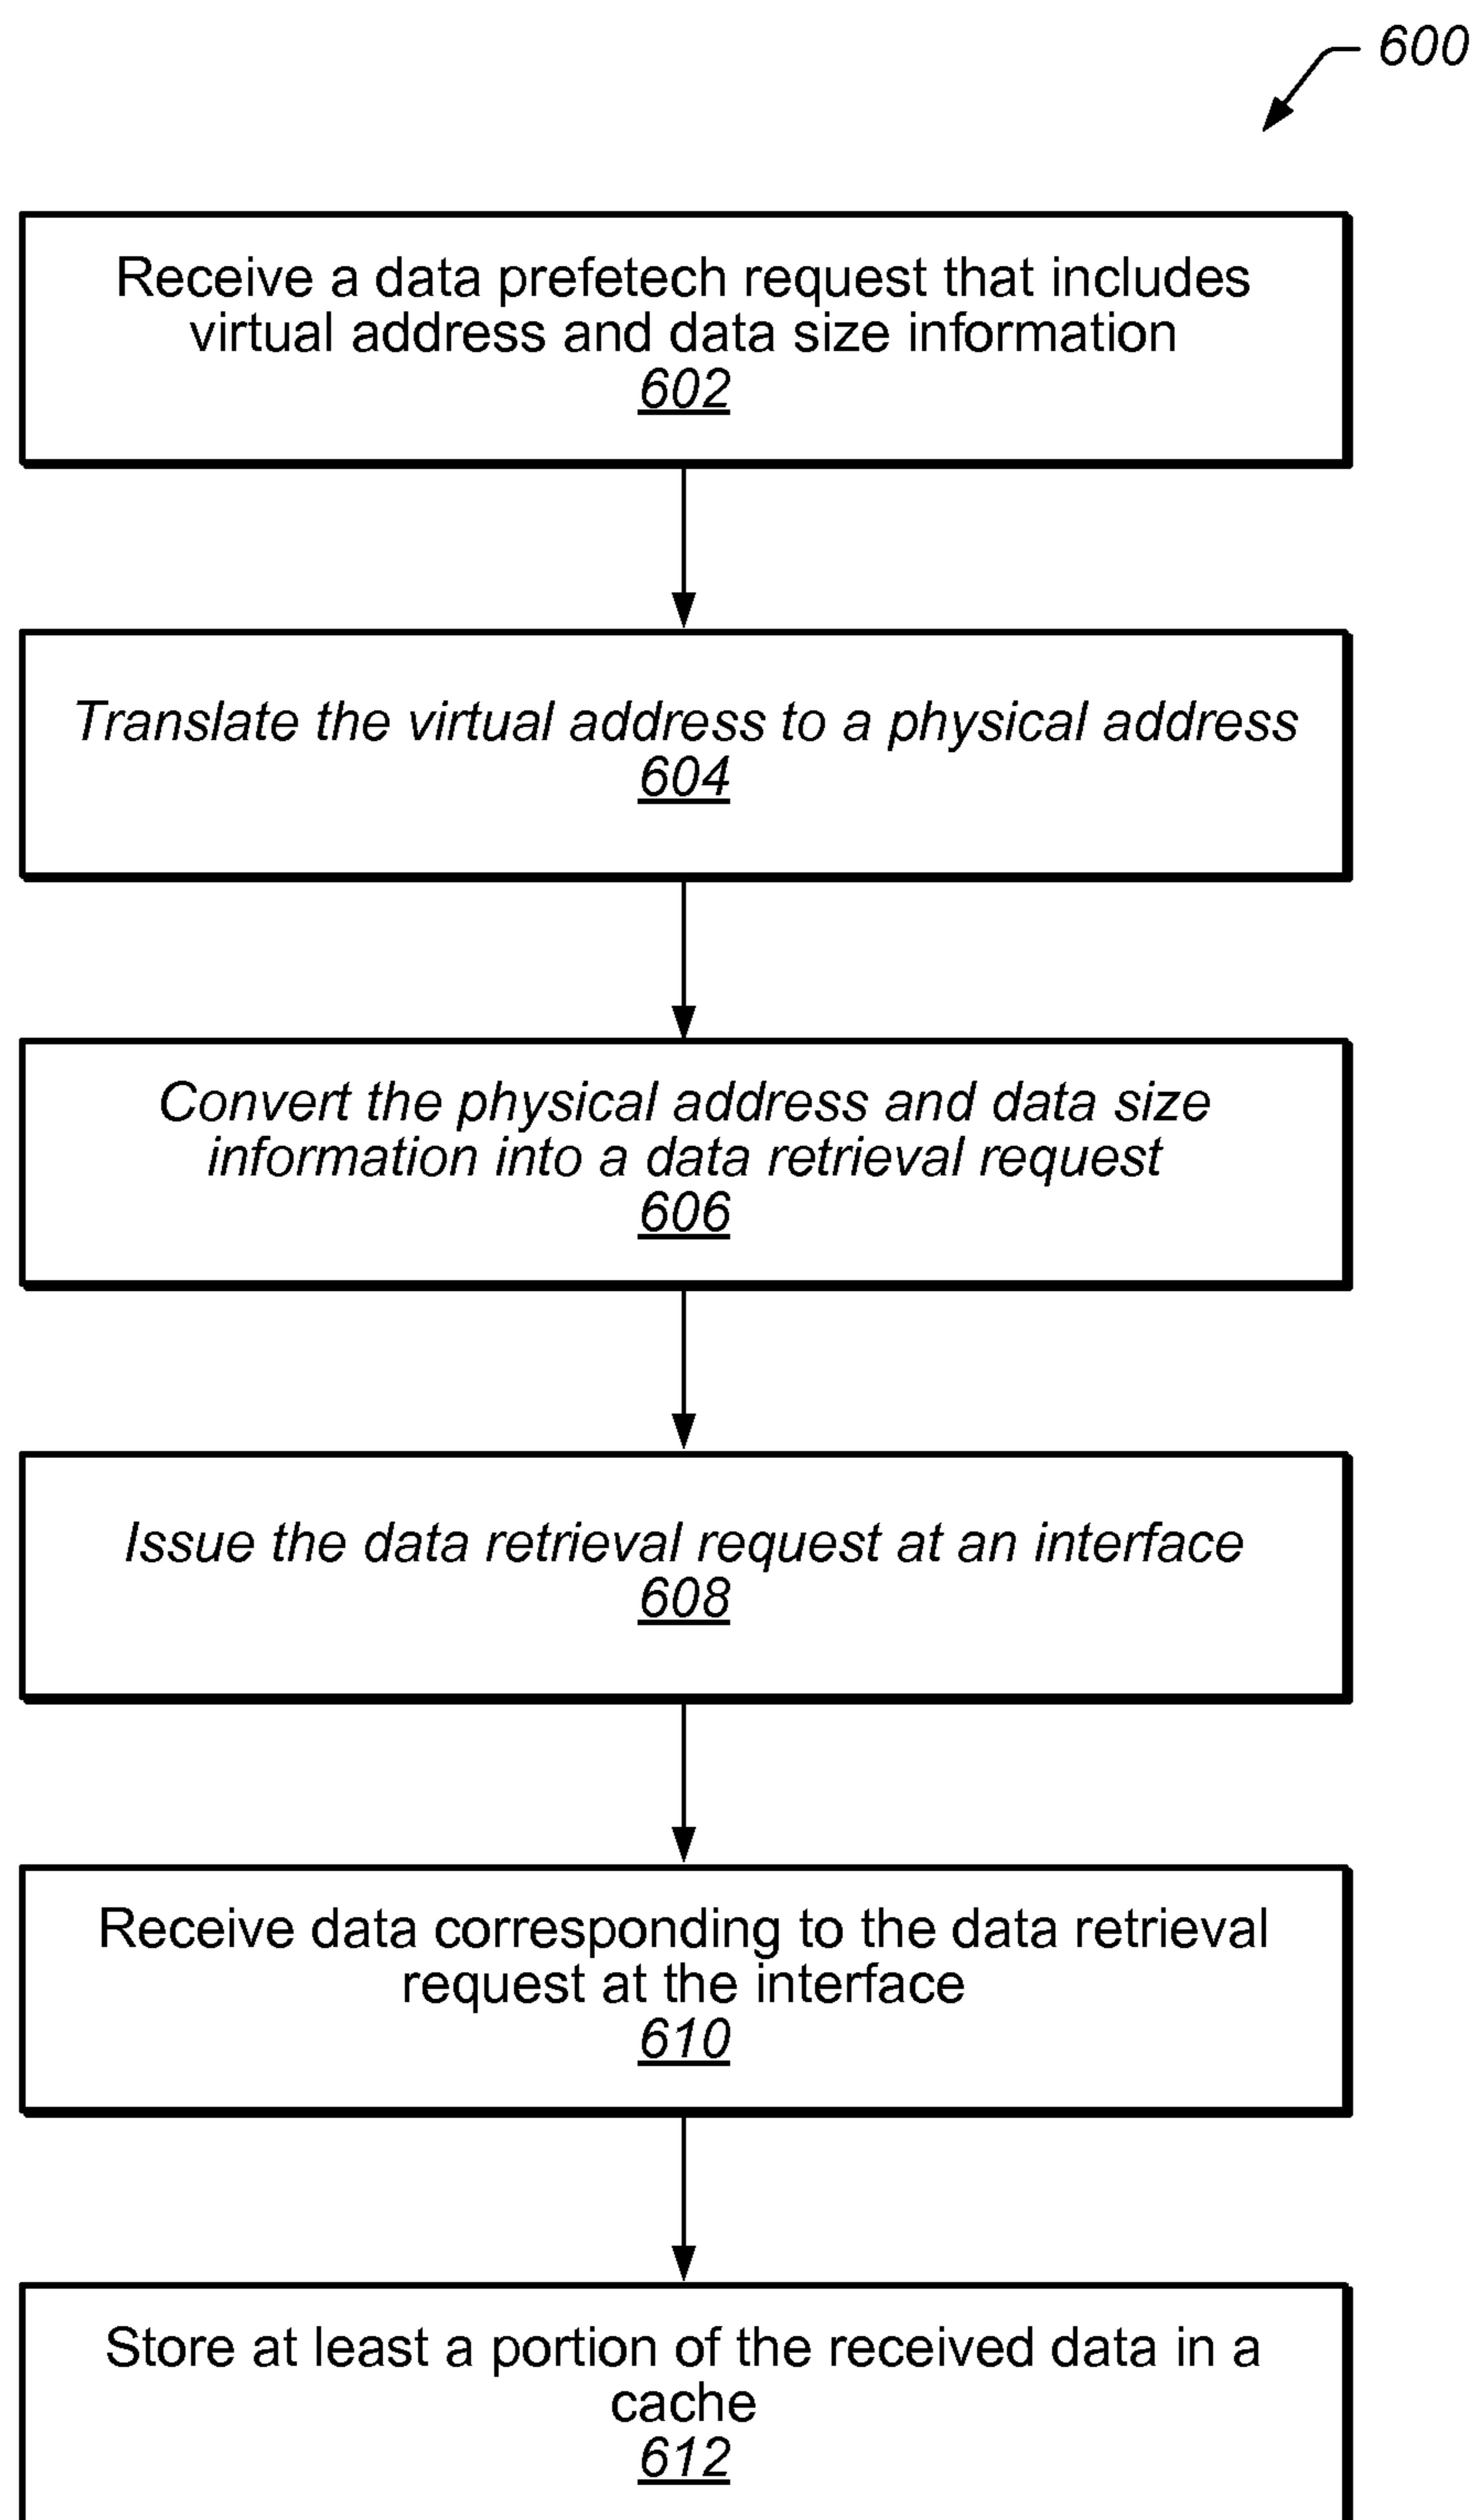 600
Receive a data prefetech request that includes
virtual address and data size information
602
Translate the virtual address to a physical address
604
Convert the physical address and data size
information into a data retrieval request
606
Issue the data retrieval request at an interface
608
Receive data corresponding to the data retrieval
request at the interface
610
Store at least a portion of the received data in a
cache
612